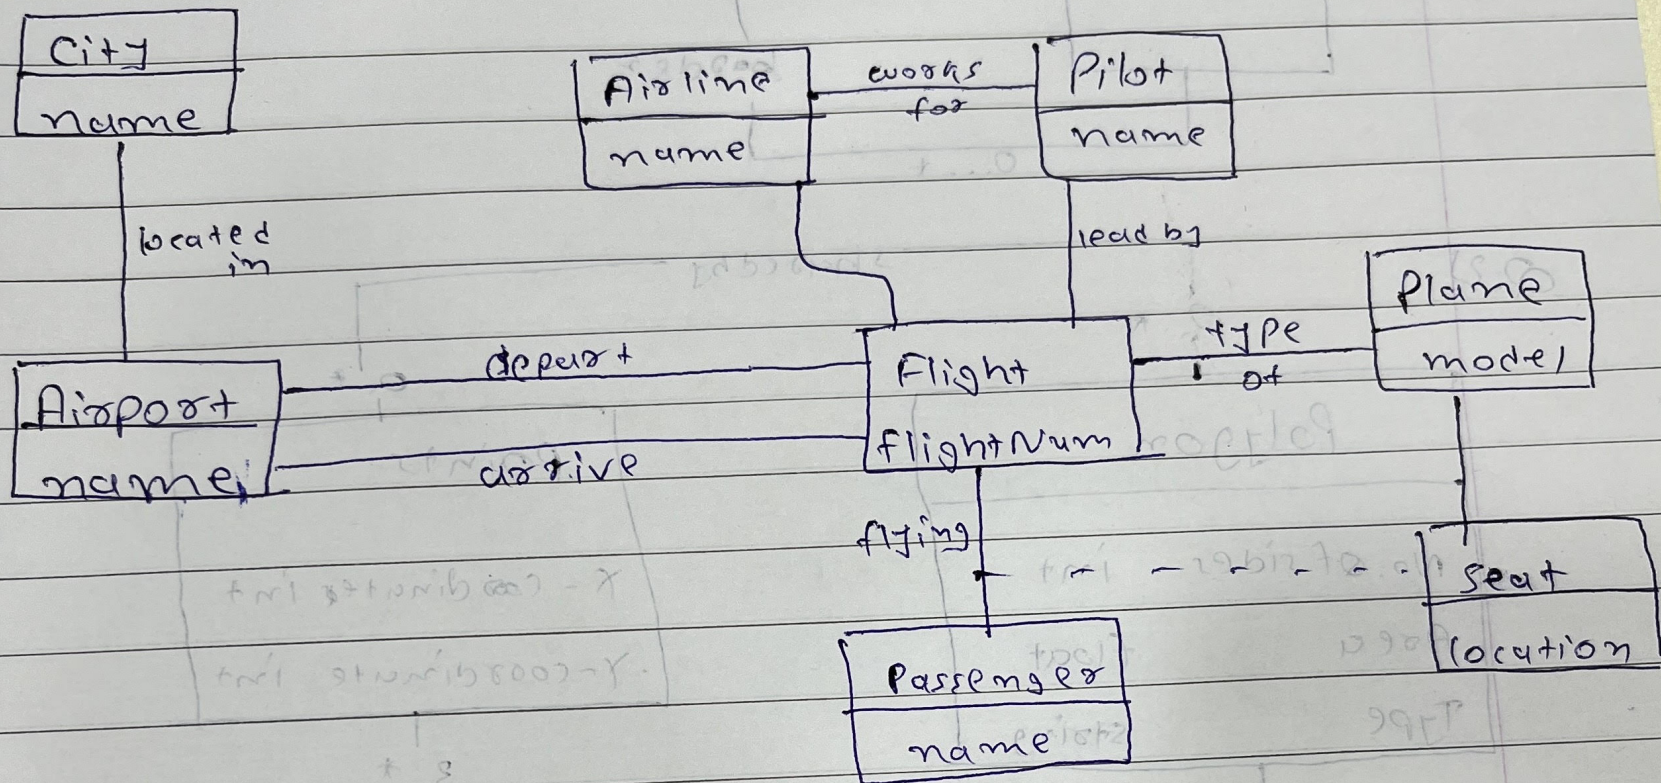 City
name
Airline
name
works
for
Pilot
name
located
in
lead by
Plane
model
Airport
name
depart
arrive
Flight
flightNum
type
of
flying
Seat
location
Passenger
name